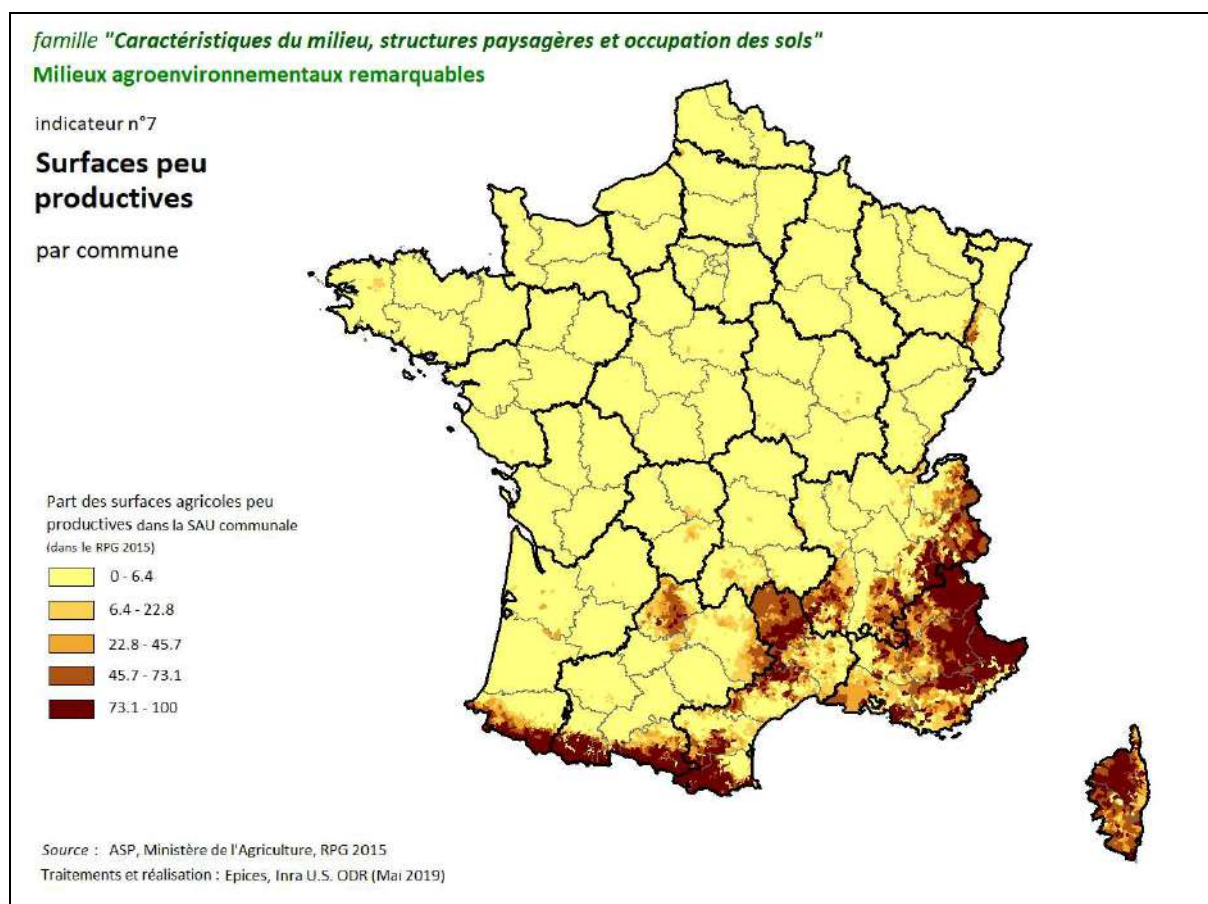 famille "Caractéristiques du milieu, structures paysagères et occupation des sols"
Milieux agroenvironnementaux remarquables
indicateur n°7
Surfaces peu
productives
par commune
Part des surfaces agricoles peu
productives dans la SAU communale
(dans le RPG 2015)
0 - 6.4
6.4 - 22.8
22.8 - 45.7
45.7 - 73.1
73.1 - 100
Source : ASP, Ministère de l'Agriculture, RPG 2015
Traitements et réalisation : Epices, Inra U.S. ODR (Mai 2019)